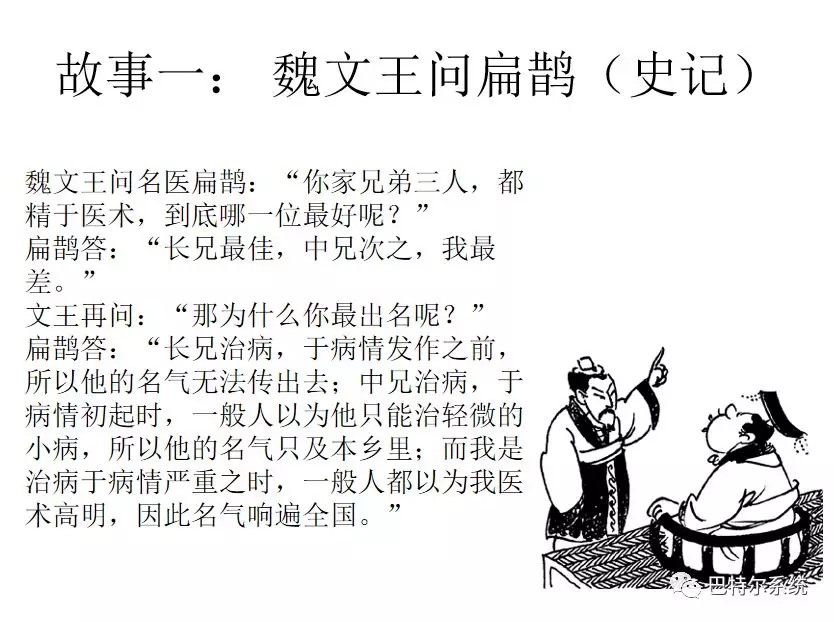 故事一： 魏文王问扁鹊（史记）
魏文王问名医扁鹊：“你家兄弟三人，都
精于医术，到底哪一位最好呢？”
扁鹊答：“长兄最佳，中兄次之，我最
差。”
文王再问：“那为什么你最出名呢？”
扁鹊答：“长兄治病，于病情发作之前，
所以他的名气无法传出去；中兄治病，于
病情初起时，一般人以为他只能治轻微的
小病，所以他的名气只及本乡里；而我是
治病于病情严重之时，一般人都以为我医
术高明，因此名气响遍全国。”
巴特尔系统